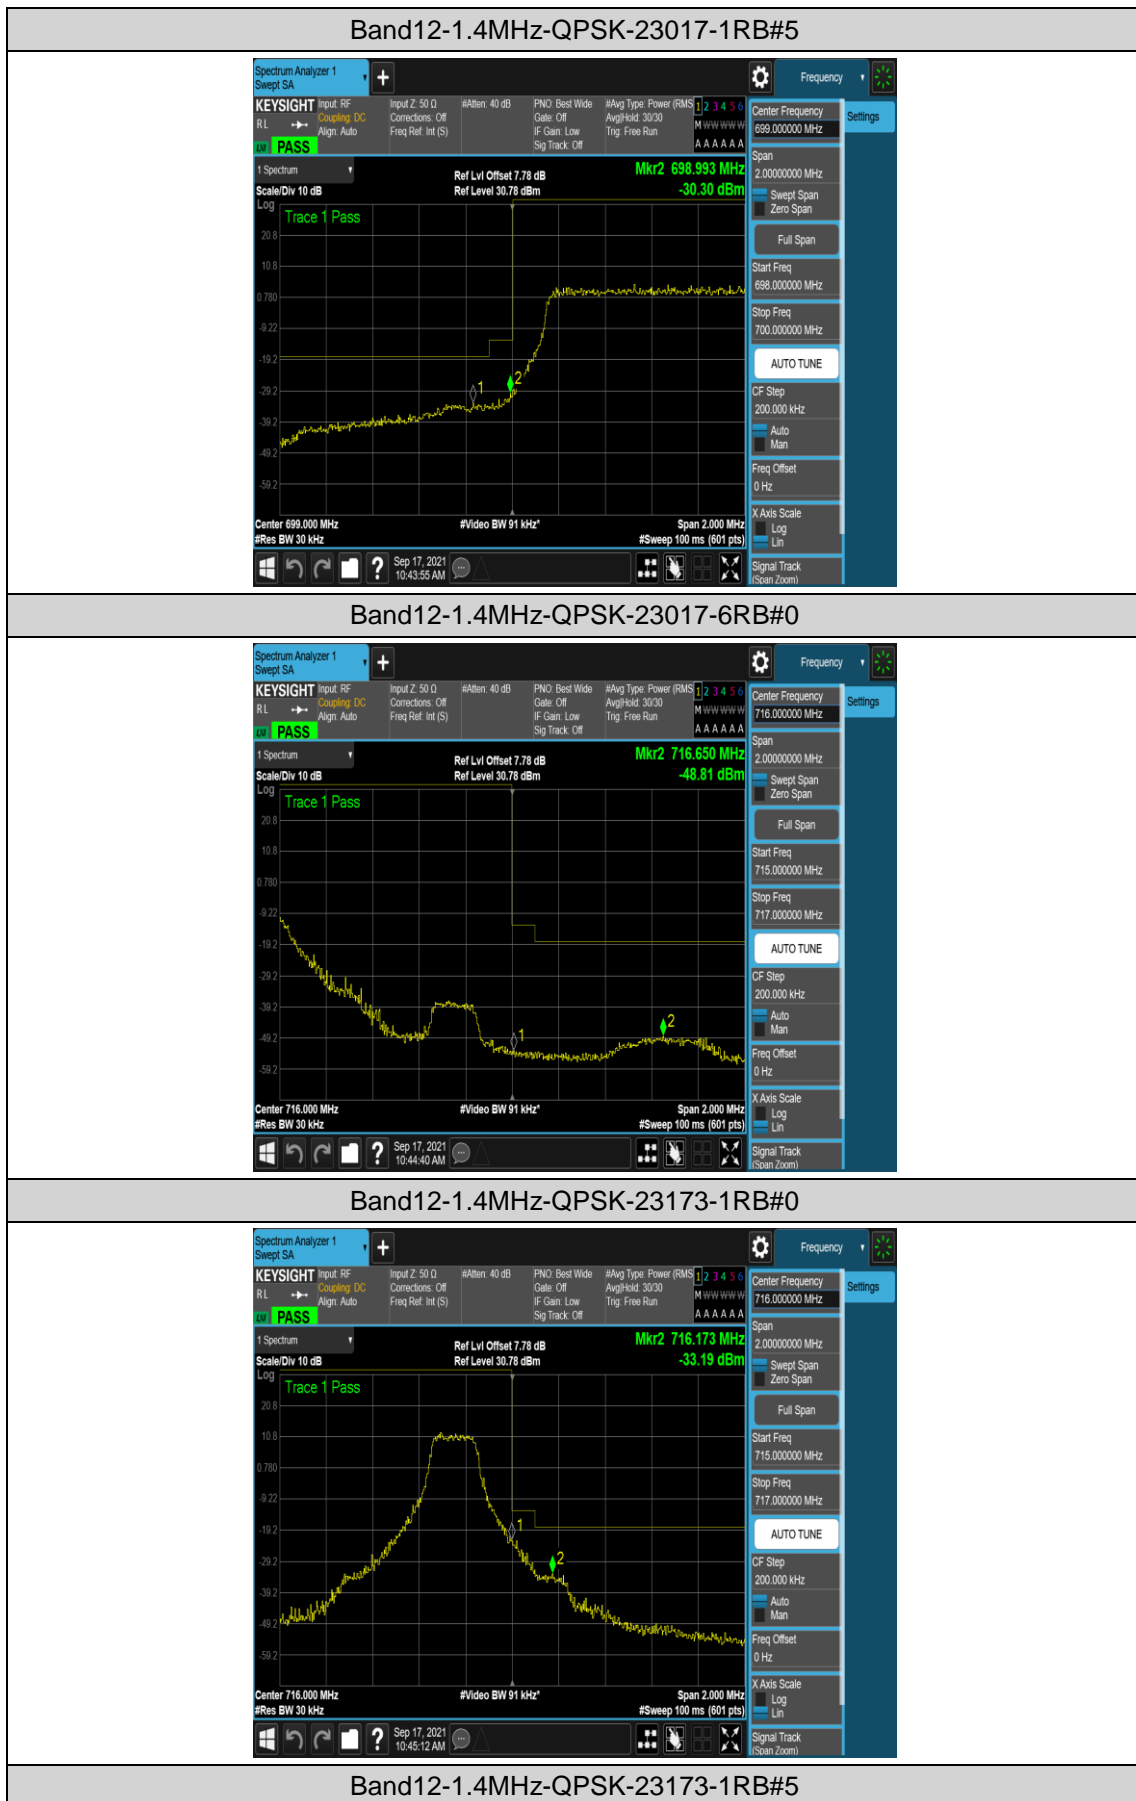 Band12-1.4MHz-QPSK-23017-1RB#5
Spectrum Analyzer 1
Swept SA
Frequency
KEYSIGHT Input: RF Input Z: 50 Ω #Atten: 40 dB PNO: Best Wide #Avg Type: Power (RMS 1 2 3 4 5 6
RL Coupling: DC Corrections: Off Gate: Off Avg|Hold: 30/30 M W W W W W
Align: Auto Freq Ref: Int (S) IF Gain: Low Trig: Free Run
PASS Sig Track: Off A A A A A A
Center Frequency
699.000000 MHz
Settings
1 Spectrum Ref Lvl Offset 7.78 dB Mkr2 698.993 MHz
Scale/Div 10 dB Ref Level 30.78 dBm -30.30 dBm
Log
Trace 1 Pass
20.8
10.8
0.780
-9.22
-19.2
-29.2
-39.2
-49.2
-59.2
1
2
Center 699.000 MHz #Video BW 91 kHz* Span 2.000 MHz
#Res BW 30 kHz #Sweep 100 ms (601 pts)
Span
2.00000000 MHz
Swept Span
Zero Span
Full Span
Start Freq
698.000000 MHz
Stop Freq
700.000000 MHz
AUTO TUNE
CF Step
200.000 kHz
Auto
Man
Freq Offset
0 Hz
X Axis Scale
Log
Lin
Signal Track
(Span Zoom)
? Sep 17, 2021
10:43:55 AM
Band12-1.4MHz-QPSK-23017-6RB#0
Spectrum Analyzer 1
Swept SA
Frequency
KEYSIGHT Input: RF Input Z: 50 Ω #Atten: 40 dB PNO: Best Wide #Avg Type: Power (RMS 1 2 3 4 5 6
RL Coupling: DC Corrections: Off Gate: Off Avg|Hold: 30/30 M W W W W W
Align: Auto Freq Ref: Int (S) IF Gain: Low Trig: Free Run
PASS Sig Track: Off A A A A A A
Center Frequency
716.000000 MHz
Settings
1 Spectrum Ref Lvl Offset 7.78 dB Mkr2 716.650 MHz
Scale/Div 10 dB Ref Level 30.78 dBm -48.81 dBm
Log
Trace 1 Pass
20.8
10.8
0.780
-9.22
-19.2
-29.2
-39.2
-49.2
-59.2
1
2
Center 716.000 MHz #Video BW 91 kHz* Span 2.000 MHz
#Res BW 30 kHz #Sweep 100 ms (601 pts)
Span
2.00000000 MHz
Swept Span
Zero Span
Full Span
Start Freq
715.000000 MHz
Stop Freq
717.000000 MHz
AUTO TUNE
CF Step
200.000 kHz
Auto
Man
Freq Offset
0 Hz
X Axis Scale
Log
Lin
Signal Track
(Span Zoom)
? Sep 17, 2021
10:44:40 AM
Band12-1.4MHz-QPSK-23173-1RB#0
Spectrum Analyzer 1
Swept SA
Frequency
KEYSIGHT Input: RF Input Z: 50 Ω #Atten: 40 dB PNO: Best Wide #Avg Type: Power (RMS 1 2 3 4 5 6
RL Coupling: DC Corrections: Off Gate: Off Avg|Hold: 30/30 M W W W W W
Align: Auto Freq Ref: Int (S) IF Gain: Low Trig: Free Run
PASS Sig Track: Off A A A A A A
Center Frequency
716.000000 MHz
Settings
1 Spectrum Ref Lvl Offset 7.78 dB Mkr2 716.173 MHz
Scale/Div 10 dB Ref Level 30.78 dBm -33.19 dBm
Log
Trace 1 Pass
20.8
10.8
0.780
-9.22
-19.2
-29.2
-39.2
-49.2
-59.2
1
2
Center 716.000 MHz #Video BW 91 kHz* Span 2.000 MHz
#Res BW 30 kHz #Sweep 100 ms (601 pts)
Span
2.00000000 MHz
Swept Span
Zero Span
Full Span
Start Freq
715.000000 MHz
Stop Freq
717.000000 MHz
AUTO TUNE
CF Step
200.000 kHz
Auto
Man
Freq Offset
0 Hz
X Axis Scale
Log
Lin
Signal Track
(Span Zoom)
? Sep 17, 2021
10:45:12 AM
Band12-1.4MHz-QPSK-23173-1RB#5